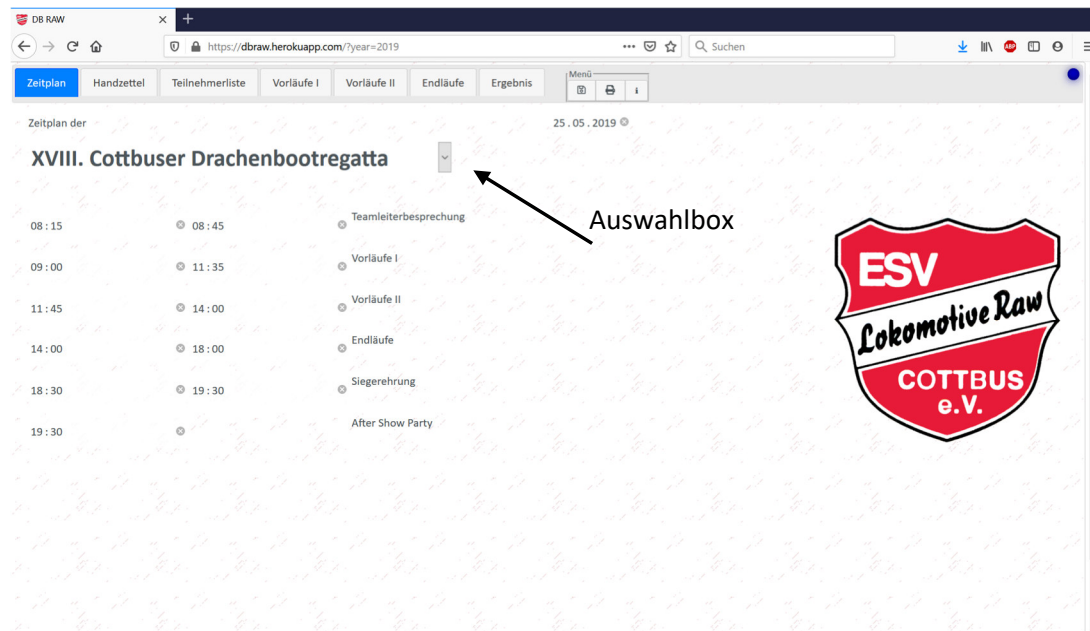 DB RAW
https://dbraw.herokuapp.com/?year=2019
Suchen
ABP
Zeitplan Handzettel Teilnehmerliste Vorläufe I Vorläufe II Endläufe Ergebnis
Menü
i
Zeitplan der
25 . 05 . 2019
XVIII. Cottbuser Drachenbootregatta
Auswahlbox
08 : 15 08 : 45 Teamleiterbesprechung
09 : 00 11 : 35 Vorläufe I
11 : 45 14 : 00 Vorläufe II
14 : 00 18 : 00 Endläufe
18 : 30 19 : 30 Siegerehrung
19 : 30 After Show Party
ESV
Lokomotive Raw
COTTBUS
e.V.